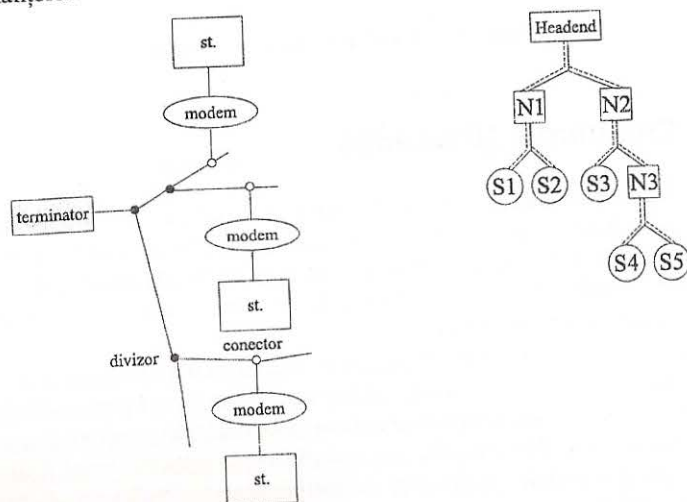 st.
modem
terminator
modem
st.
divizor
conector
modem
st.
Headend
N1
N2
S1
S2
S3
N3
S4
S5